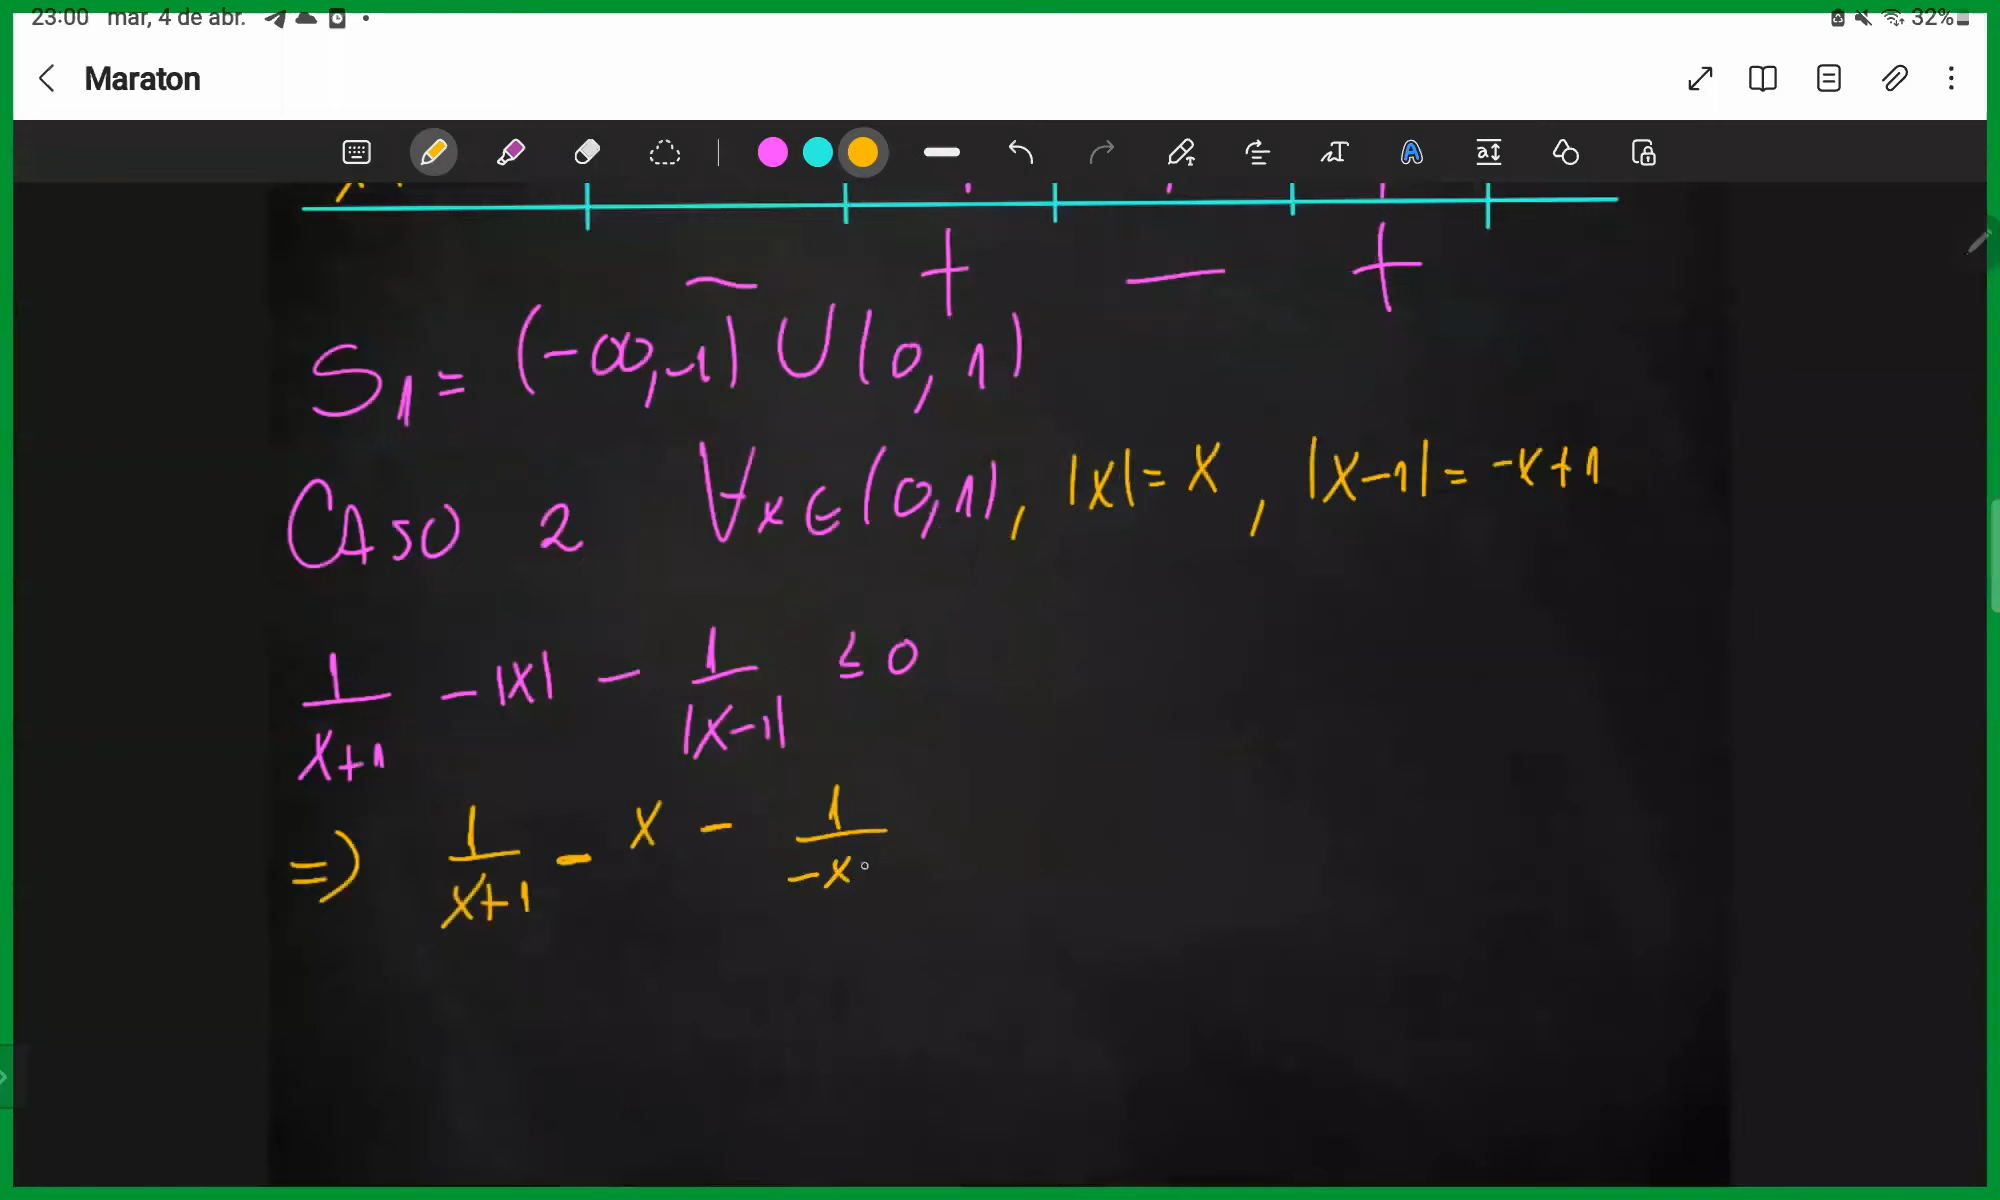 23:00 mar, 4 de abr. 32%
Maraton
S₁ = (-∞, -1) ∪ (0, 1)
CASO 2 ∀x ∈ (0, 1), |x| = x, |x-1| = -x+1
1/(x+1) - |x| - 1/|x-1| ≤ 0
=> 1/(x+1) - x - 1/(-x